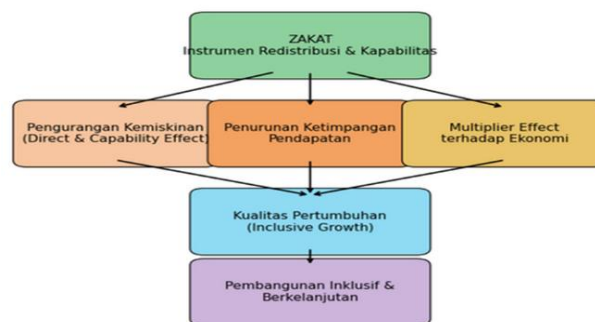 ZAKAT
Instrumen Redistribusi & Kapabilitas
Pengurangan Kemiskinan
(Direct & Capability Effect)
Penurunan Ketimpangan
Pendapatan
Multiplier Effect
terhadap Ekonomi
Kualitas Pertumbuhan
(Inclusive Growth)
Pembangunan Inklusif &
Berkelanjutan